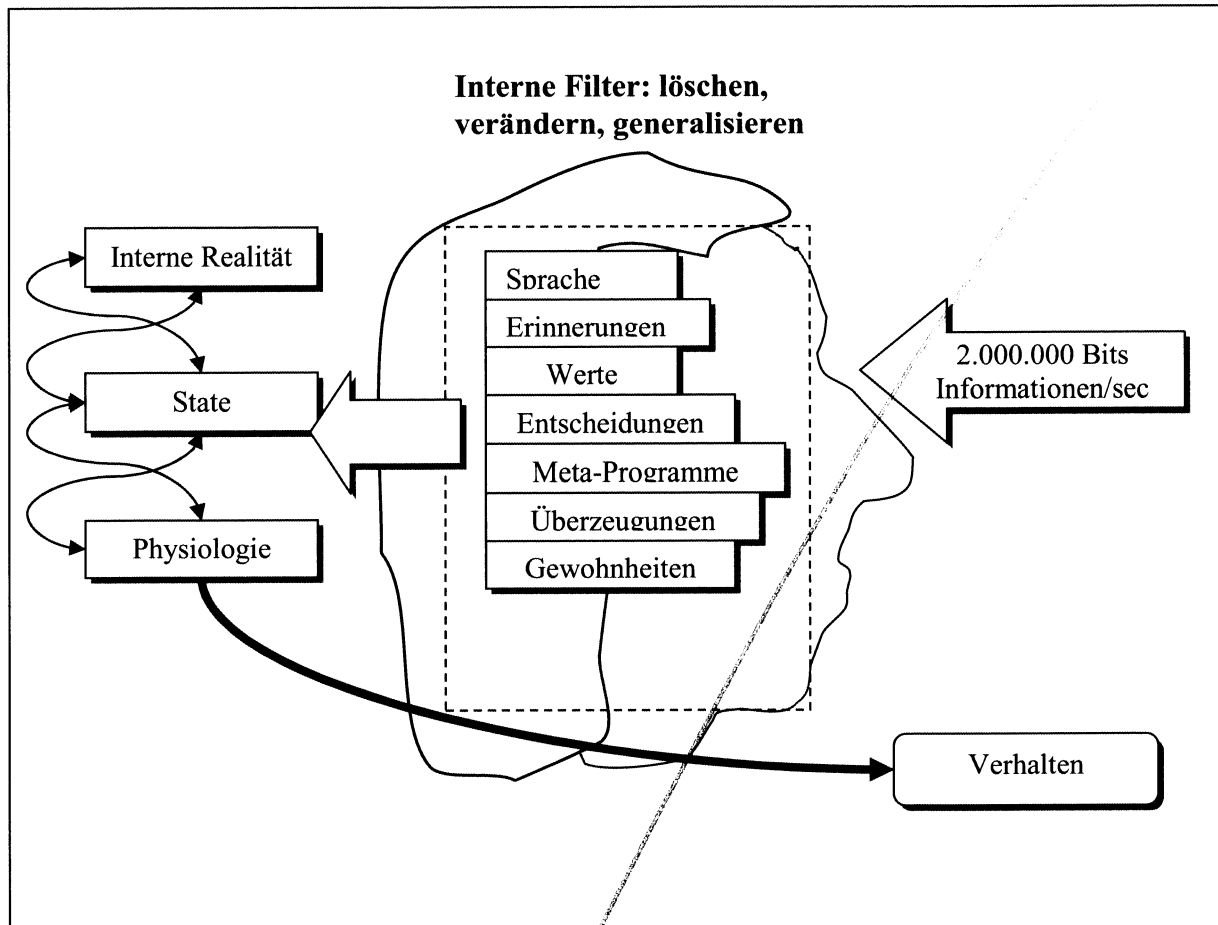 Interne Filter: löschen,
verändern, generalisieren
Interne Realität
State
Physiologie
Sprache
Erinnerungen
Werte
Entscheidungen
Meta-Programme
Überzeugungen
Gewohnheiten
2.000.000 Bits
Informationen/sec
Verhalten